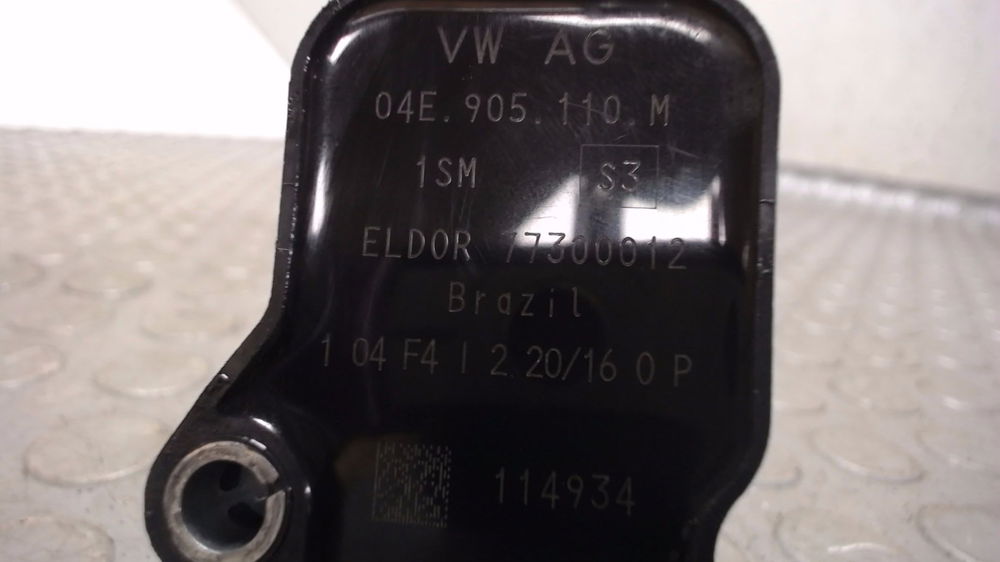 VW AG
04E.905.110.M
1SM S3
ELDOR 77300012
Brazil
1 04 F4 I 2 20/16 0 P
114934